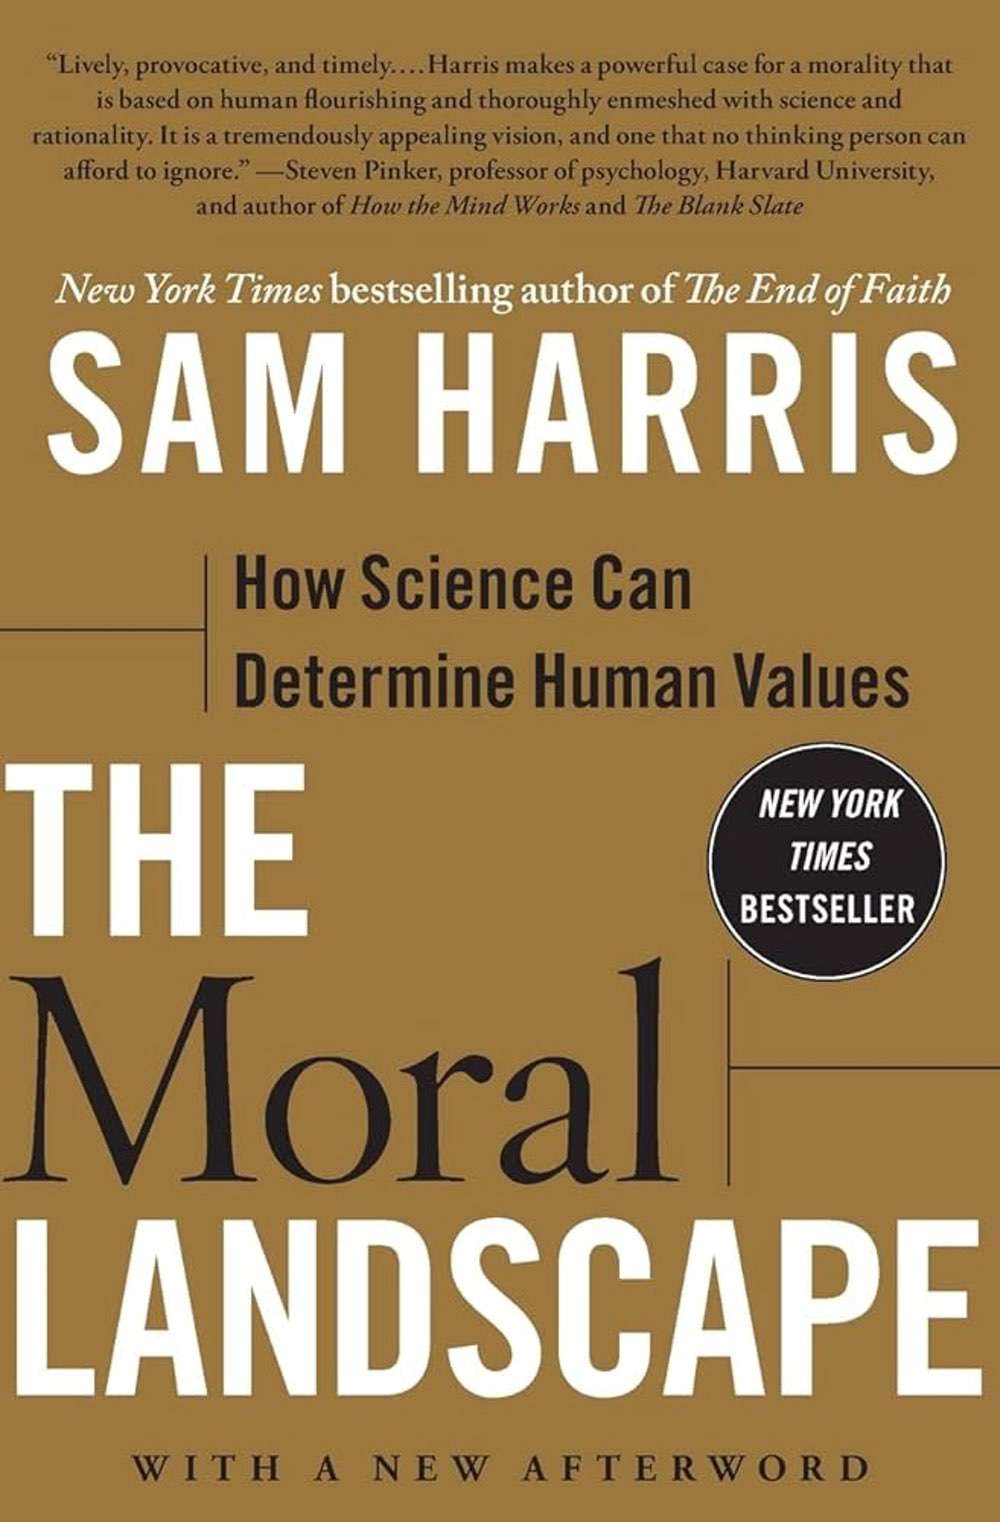 “Lively, provocative, and timely....Harris makes a powerful case for a morality that
is based on human flourishing and thoroughly enmeshed with science and
rationality. It is a tremendously appealing vision, and one that no thinking person can
afford to ignore.” —Steven Pinker, professor of psychology, Harvard University,
and author of How the Mind Works and The Blank Slate
New York Times bestselling author of The End of Faith
SAM HARRIS
How Science Can
Determine Human Values
THE
NEW YORK
TIMES
BESTSELLER
Moral
LANDSCAPE
WITH A NEW AFTERWORD